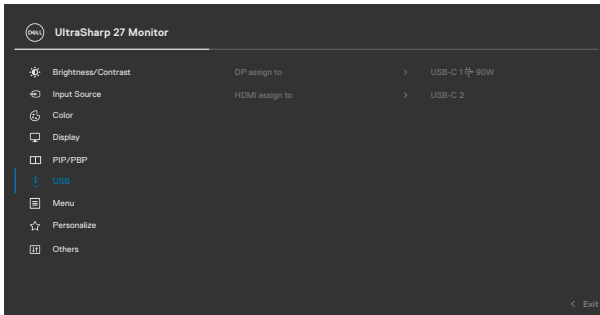 DELL UltraSharp 27 Monitor
Brightness/Contrast DP assign to > USB-C 1 90W
Input Source HDMI assign to > USB-C 2
Color
Display
PIP/PBP
USB
Menu
Personalize
Others
< Exit